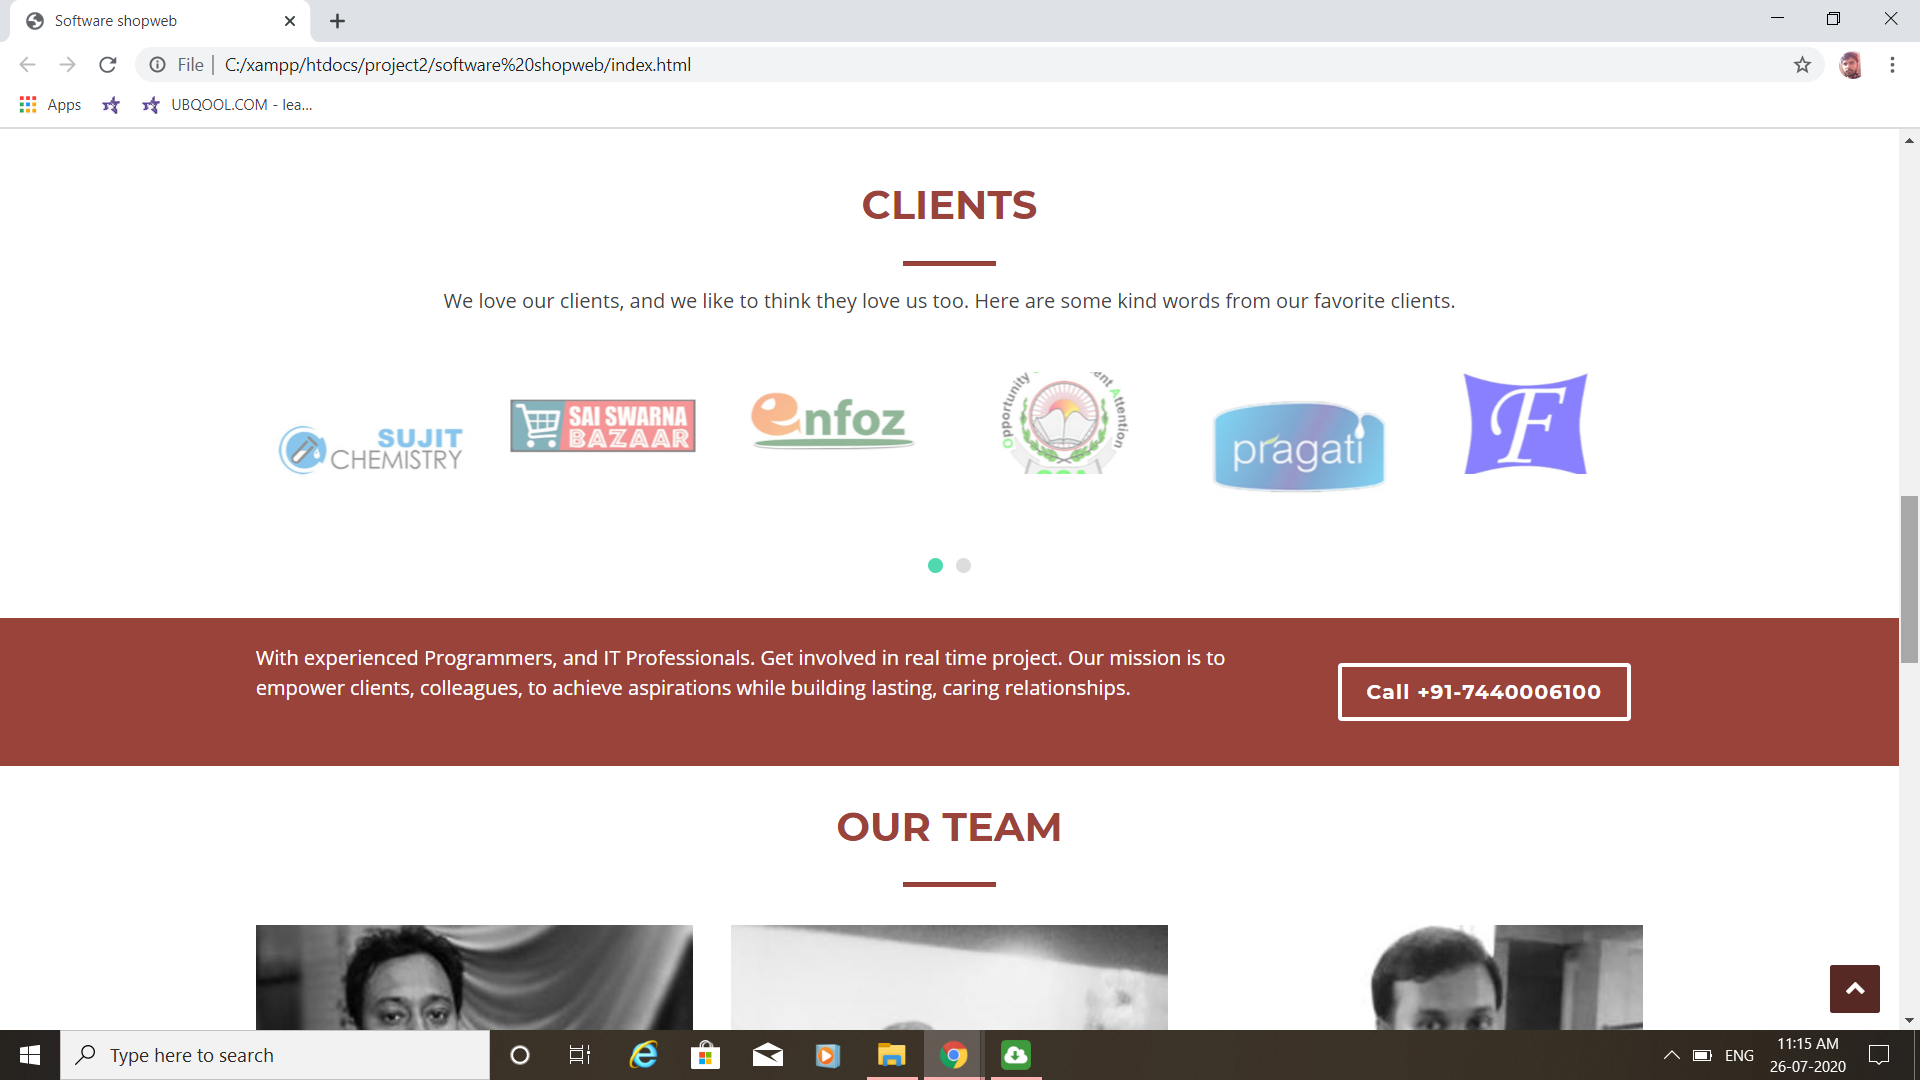 Software shopweb
File
C:/xampp/htdocs/project2/software%20shopweb/index.html
Apps
UBQOOL.COM - lea...
CLIENTS
We love our clients, and we like to think they love us too. Here are some kind words from our favorite clients.
SUJIT
CHEMISTRY
SAI SWARNA
BAZAAR
enfoz
Opportunity
Attention
pragati
F
With experienced Programmers, and IT Professionals. Get involved in real time project. Our mission is to
empower clients, colleagues, to achieve aspirations while building lasting, caring relationships.
Call +91-7440006100
OUR TEAM
Type here to search
ENG
11:15 AM
26-07-2020